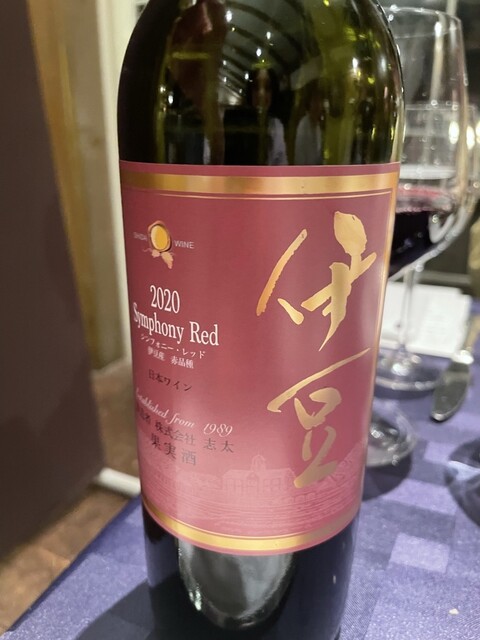 SHIDA WINE
伊豆
2020
Symphony Red
シンフォニー・レッド
伊豆産 赤品種
日本ワイン
Established from 1989
株式会社 志太
果実酒